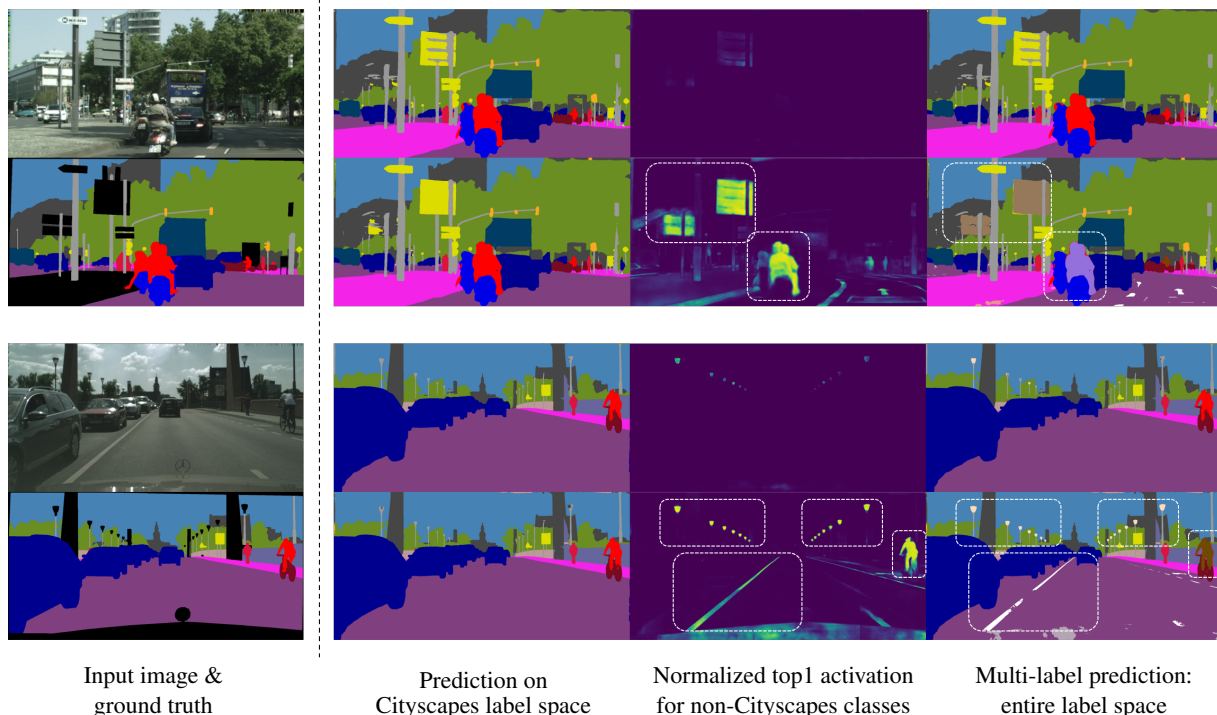 Input image &
ground truth
Prediction on
Cityscapes label space
Normalized top1 activation
for non-Cityscapes classes
Multi-label prediction:
entire label space